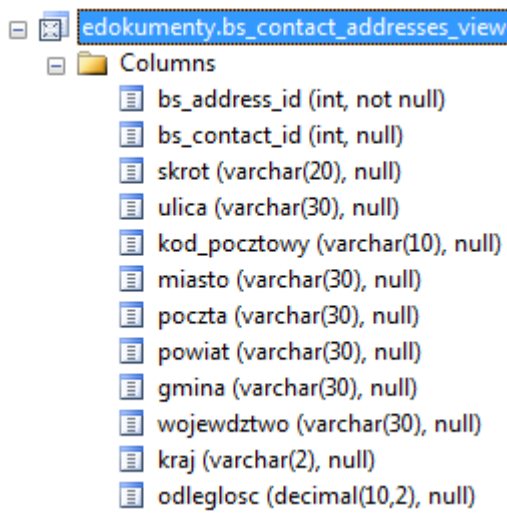 edokumenty.bs_contact_addresses_view
Columns
bs_address_id (int, not null)
bs_contact_id (int, null)
skrot (varchar(20), null)
ulica (varchar(30), null)
kod_pocztowy (varchar(10), null)
miasto (varchar(30), null)
poczta (varchar(30), null)
powiat (varchar(30), null)
gmina (varchar(30), null)
wojewdztwo (varchar(30), null)
kraj (varchar(2), null)
odleglosc (decimal(10,2), null)